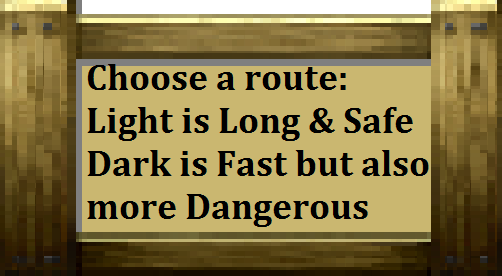 Choose a route:
Light is Long & Safe
Dark is Fast but also
more Dangerous